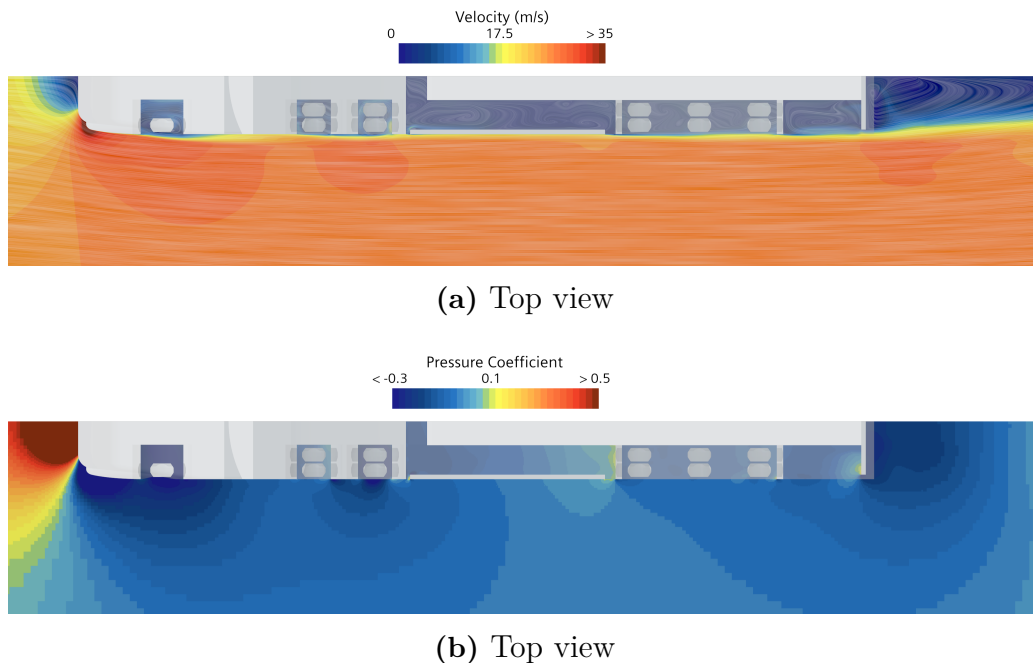 Velocity (m/s)
0 17.5 > 35
(a) Top view
Pressure Coefficient
< -0.3 0.1 > 0.5
(b) Top view